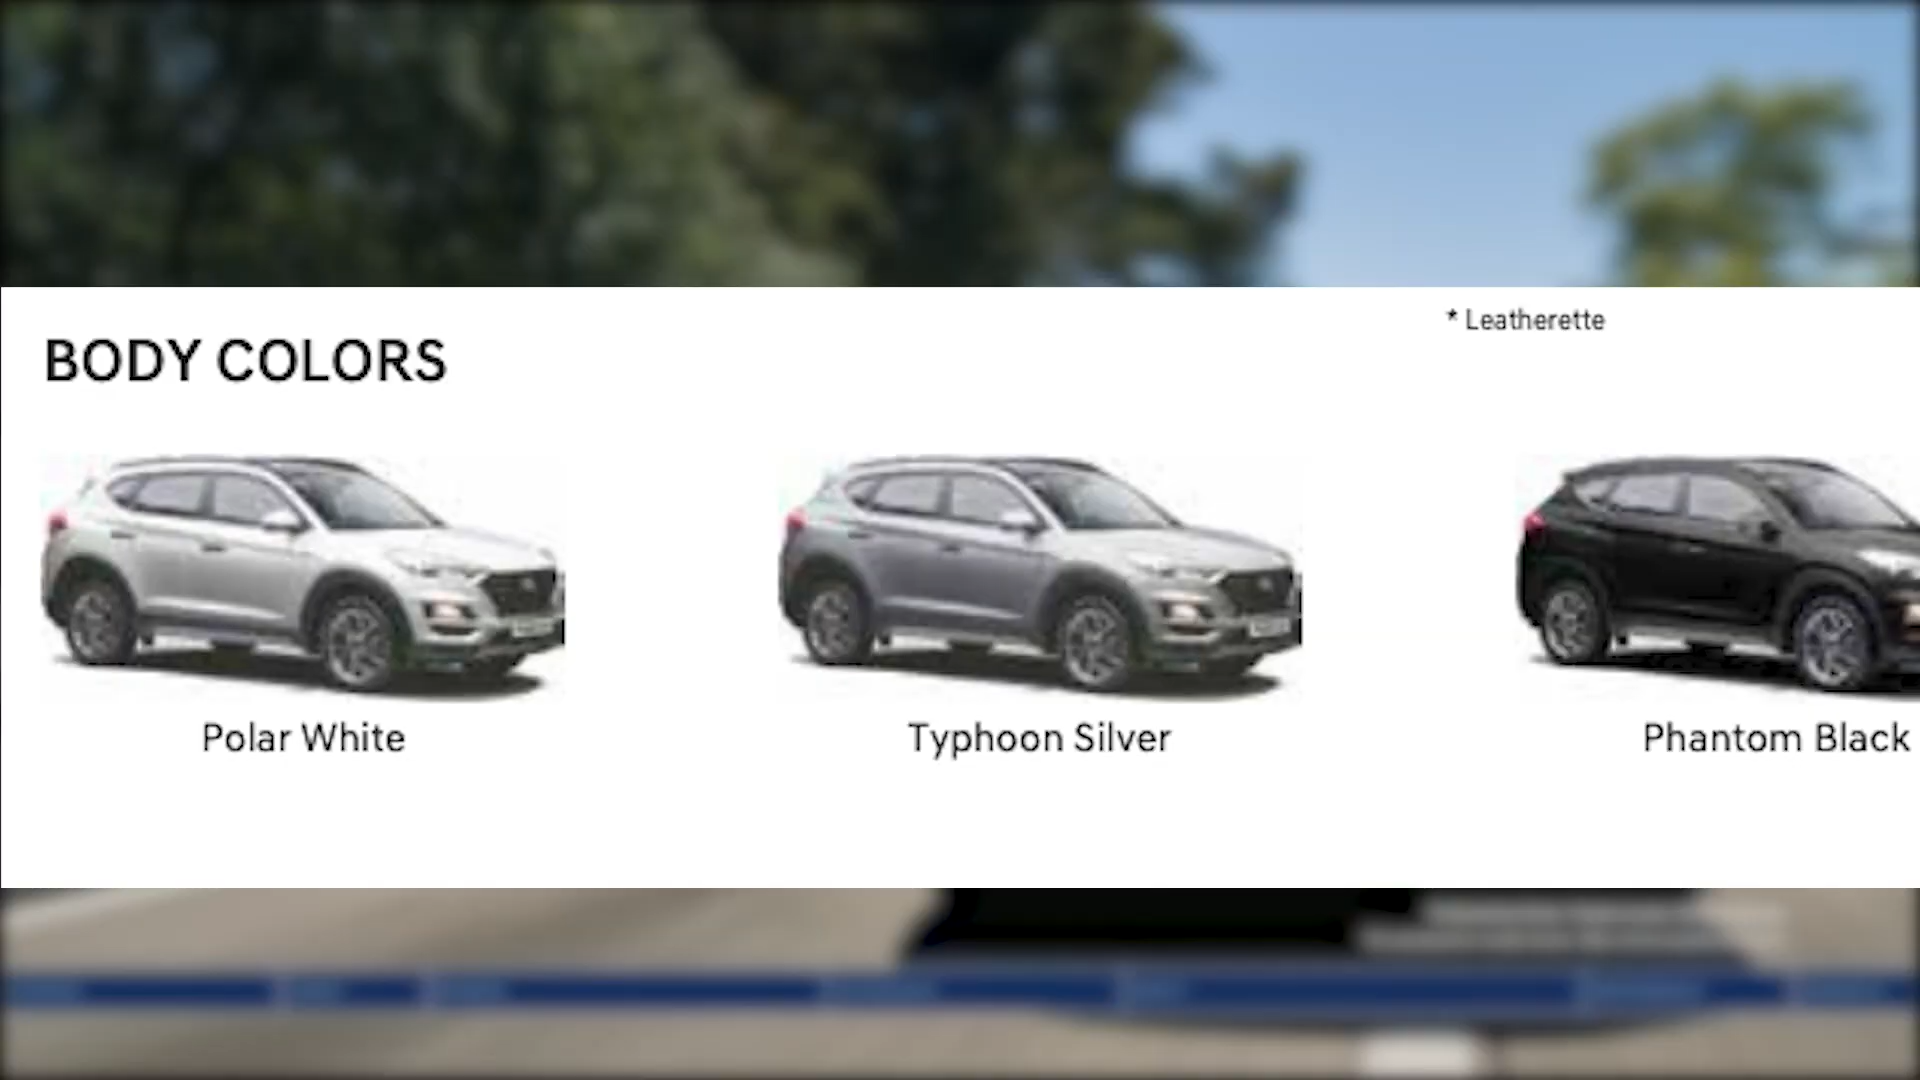 * Leatherette
BODY COLORS
Polar White
Typhoon Silver
Phantom Black